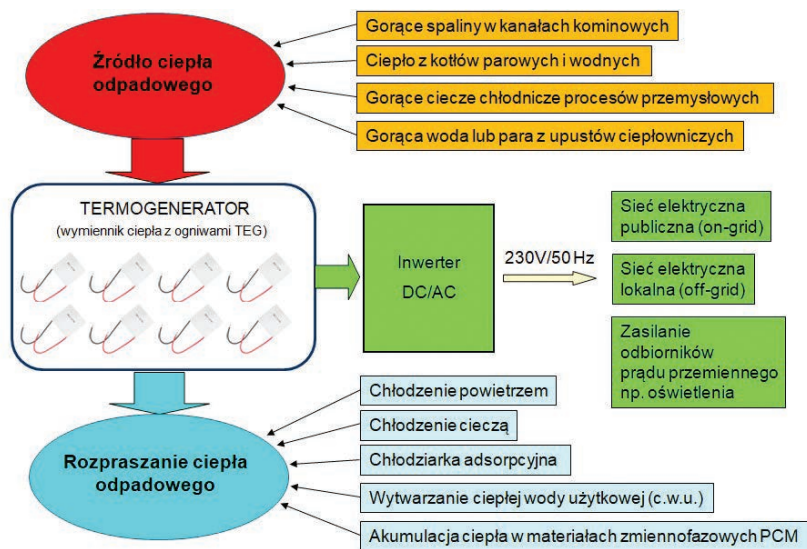 Źródło ciepła
odpadowego
Gorące spaliny w kanałach kominowych
Ciepło z kotłów parowych i wodnych
Gorące ciecze chłodnicze procesów przemysłowych
Gorąca woda lub para z upustów ciepłowniczych
TERMOGENERATOR
(wymiennik ciepła z ogniwami TEG)
Inwerter
DC/AC
230V/50 Hz
Sieć elektryczna
publiczna (on-grid)
Sieć elektryczna
lokalna (off-grid)
Zasilanie
odbiorników
prądu przemiennego
np. oświetlenia
Rozpraszanie ciepła
odpadowego
Chłodzenie powietrzem
Chłodzenie cieczą
Chłodziarka adsorpcyjna
Wytwarzanie ciepłej wody użytkowej (c.w.u.)
Akumulacja ciepła w materiałach zmiennofazowych PCM